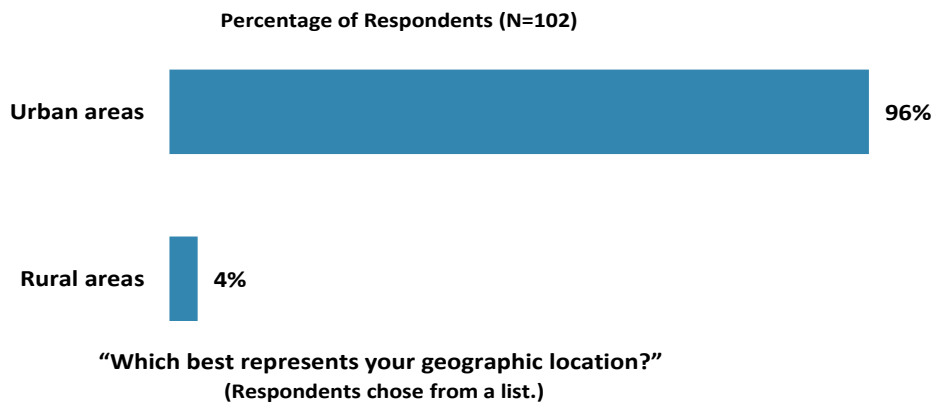 Percentage of Respondents (N=102)
Urban areas
96%
Rural areas
4%
“Which best represents your geographic location?”
(Respondents chose from a list.)